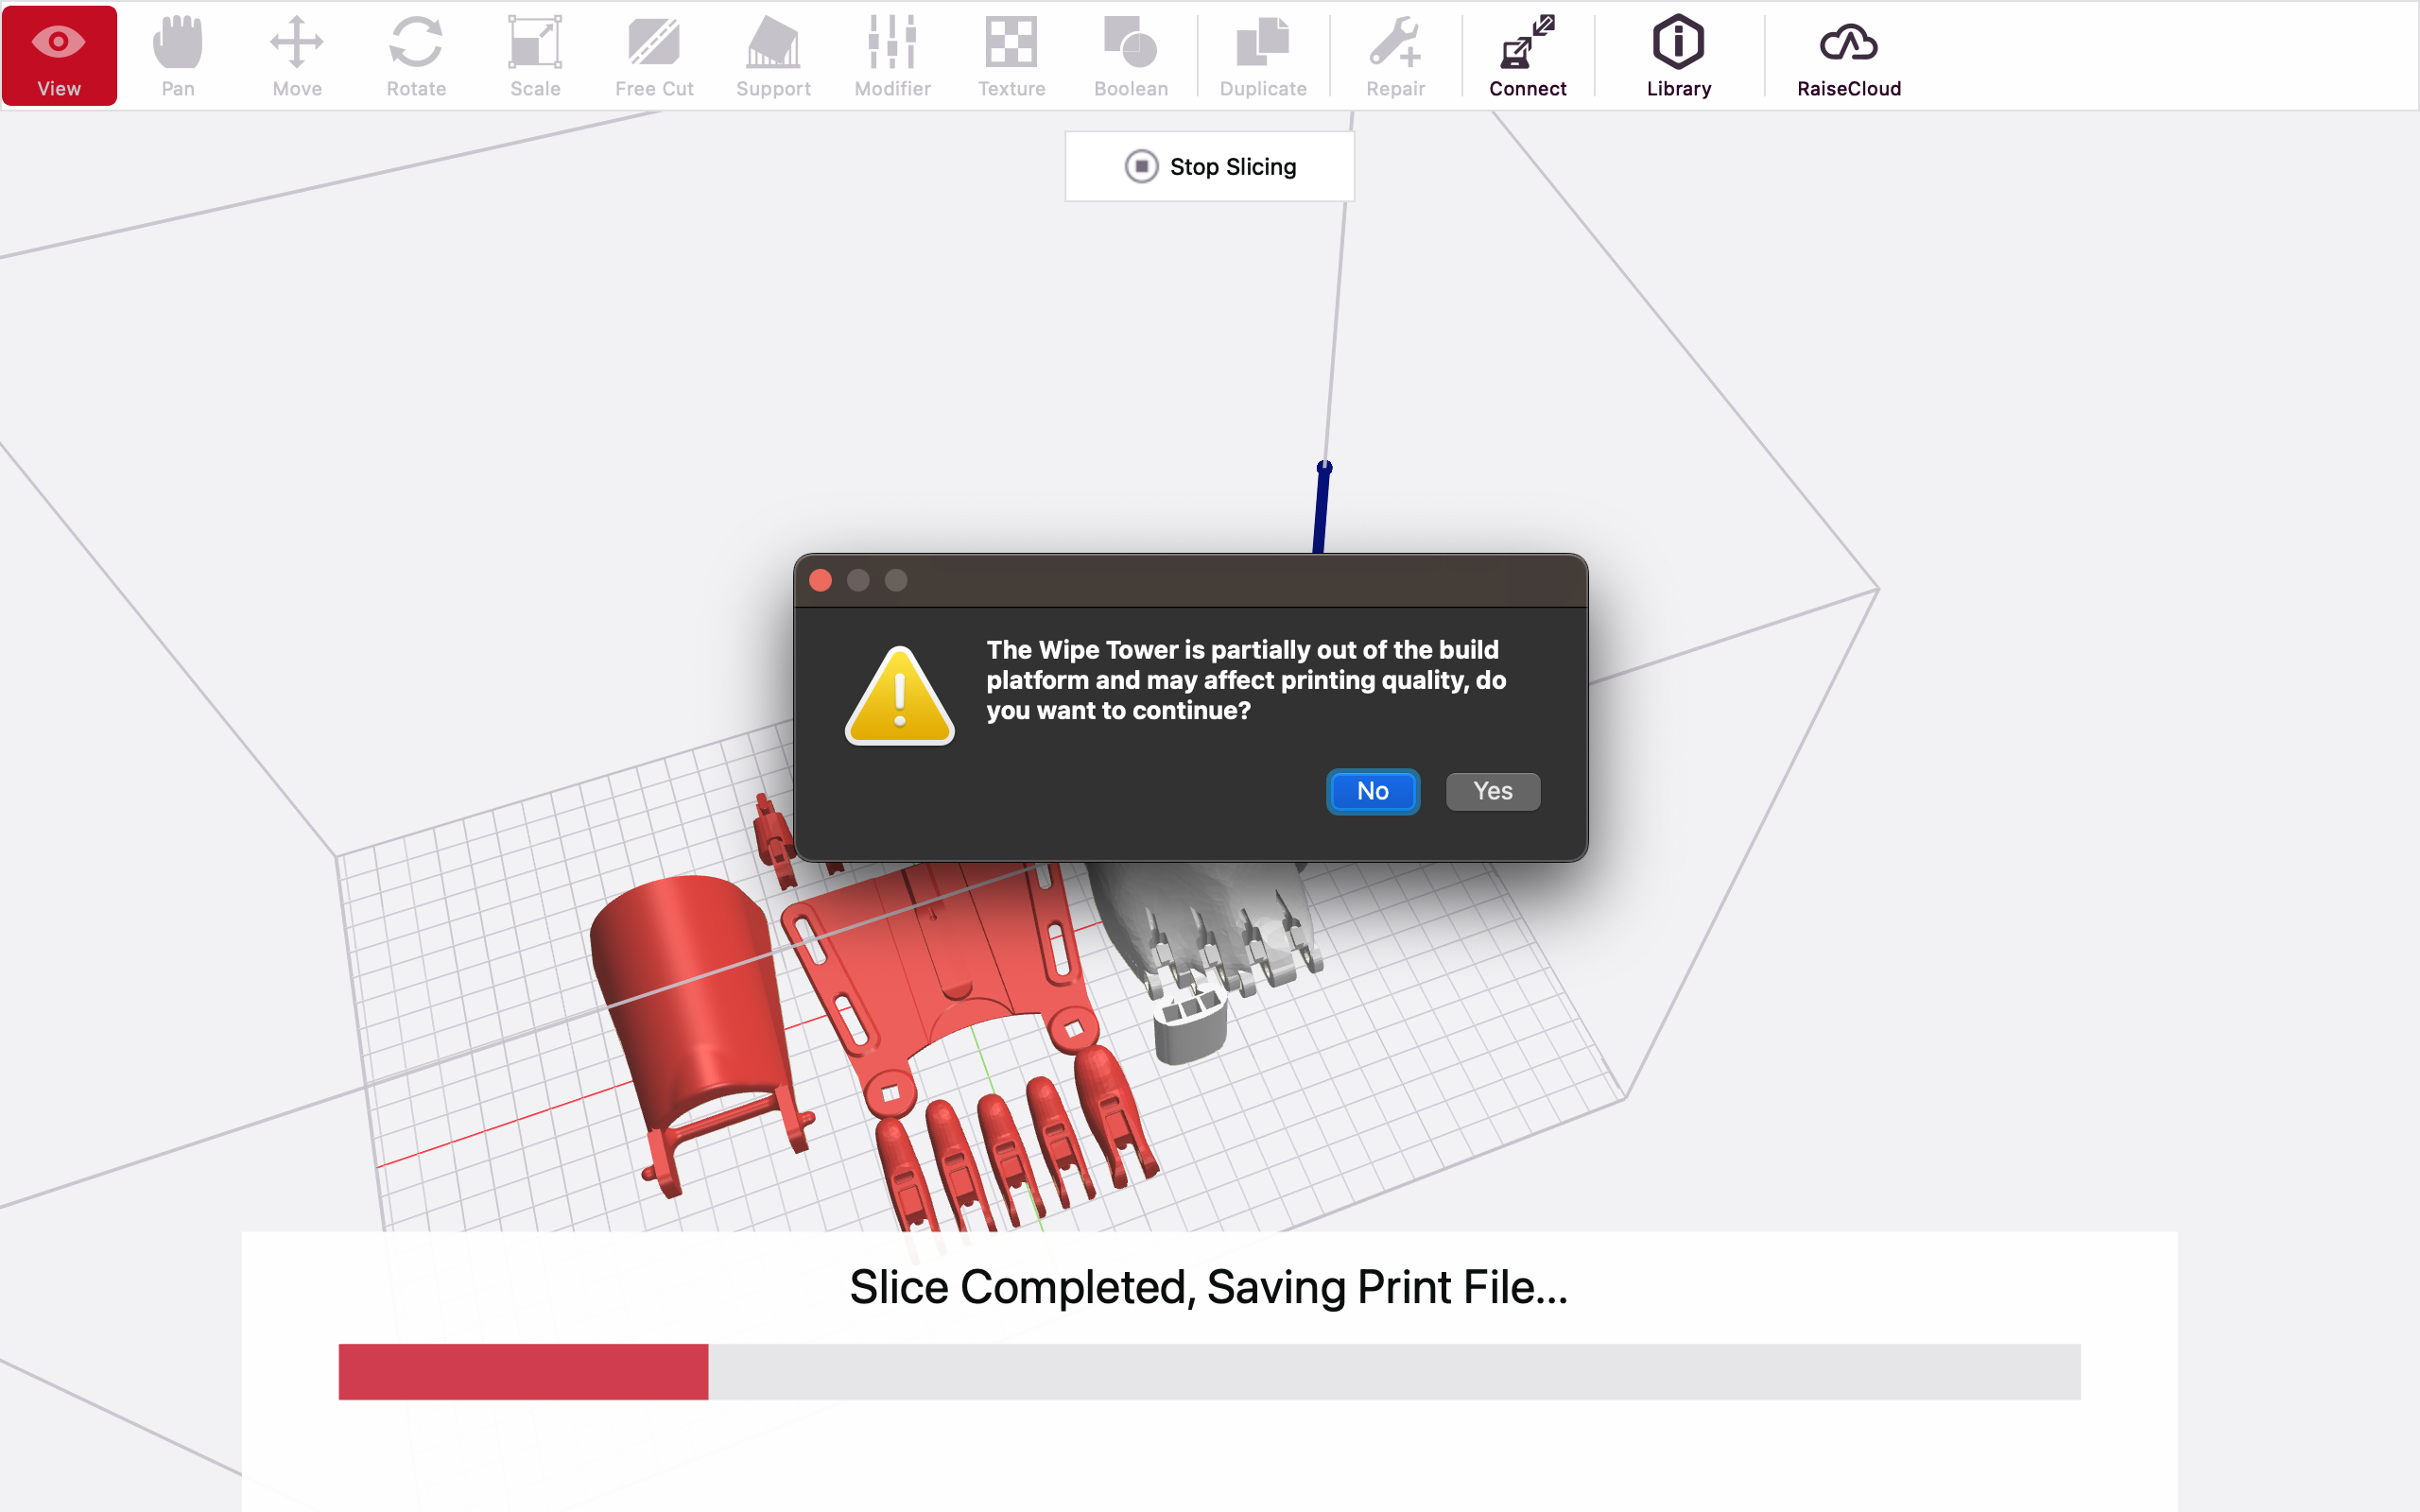 View
Pan
Move
Rotate
Scale
Free Cut
Support
Modifier
Texture
Boolean
Duplicate
Repair
Connect
Library
RaiseCloud
Stop Slicing
The Wipe Tower is partially out of the build
platform and may affect printing quality, do
you want to continue?
No
Yes
Slice Completed, Saving Print File...